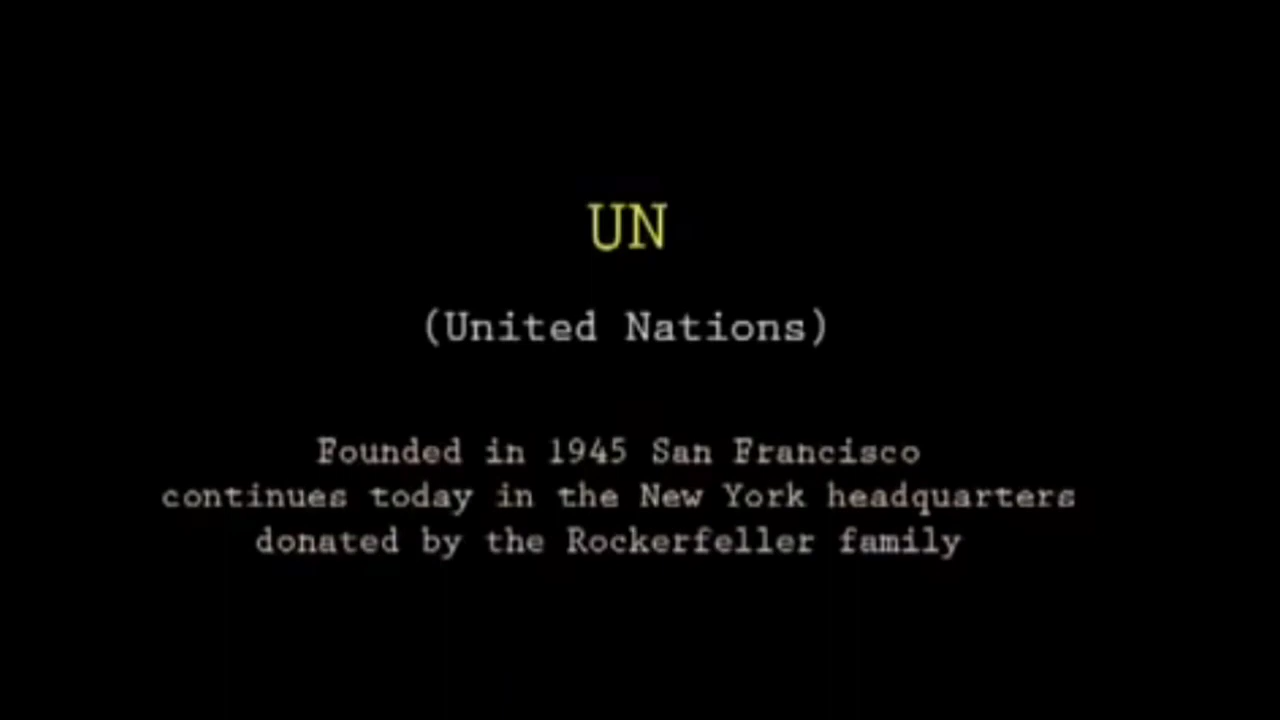 UN
(United Nations)
Founded in 1945 San Francisco
continues today in the New York headquarters
donated by the Rockerfeller family